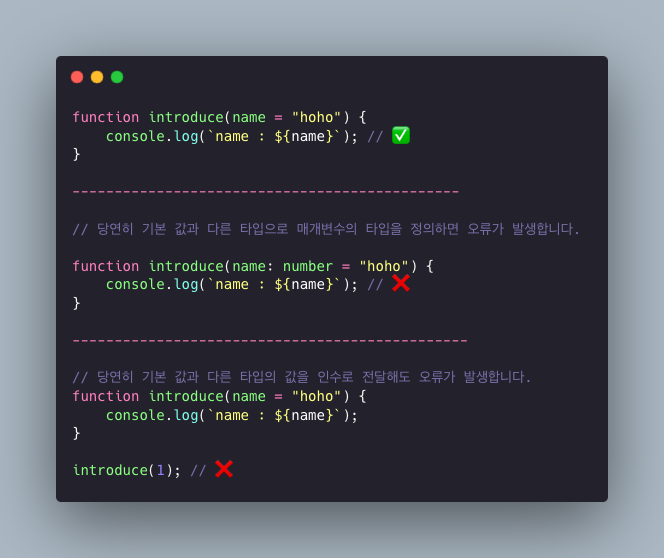 function introduce(name = "hoho") {
    console.log(`name : ${name}`); // ✅
}
----------------------------------------------
// 당연히 기본 값과 다른 타입으로 매개변수의 타입을 정의하면 오류가 발생합니다.
function introduce(name: number = "hoho") {
    console.log(`name : ${name}`); // ❌
}
-----------------------------------------------
// 당연히 기본 값과 다른 타입의 값을 인수로 전달해도 오류가 발생합니다.
function introduce(name = "hoho") {
    console.log(`name : ${name}`);
}
introduce(1); // ❌